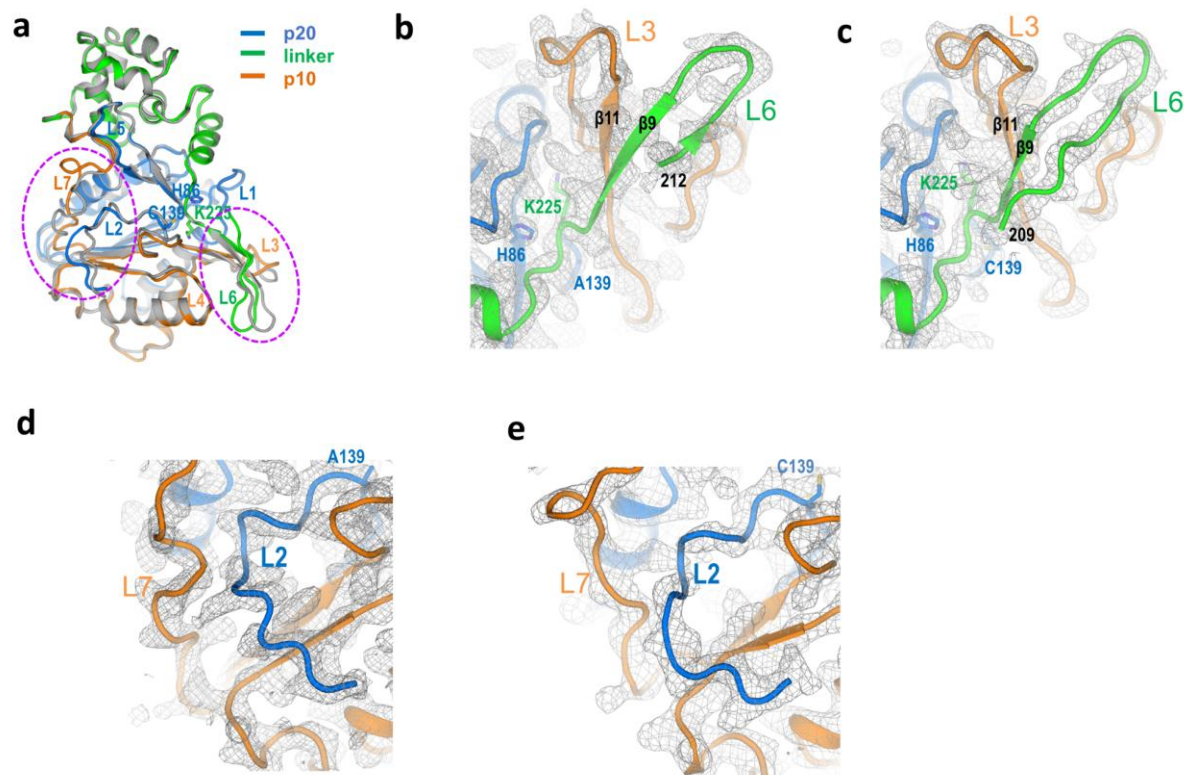 a
p20
linker
p10
L5
L7
H86
L1
L2
C139
K225
L3
L4
L6
b
L3
L6
β11
β9
212
K225
H86
A139
c
L3
L6
β11
β9
K225
209
H86
C139
d
A139
L2
L7
e
C139
L2
L7